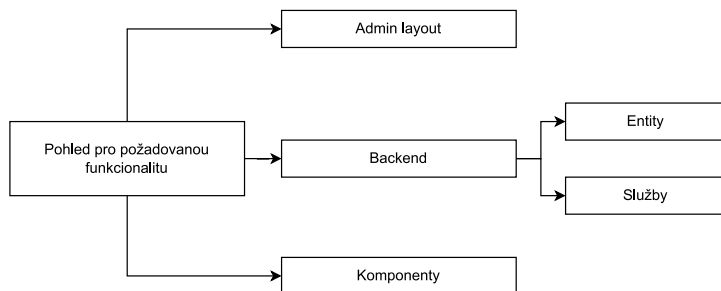 Admin layout
Pohled pro požadovanou
funkcionalitu
Backend
Entity
Služby
Komponenty